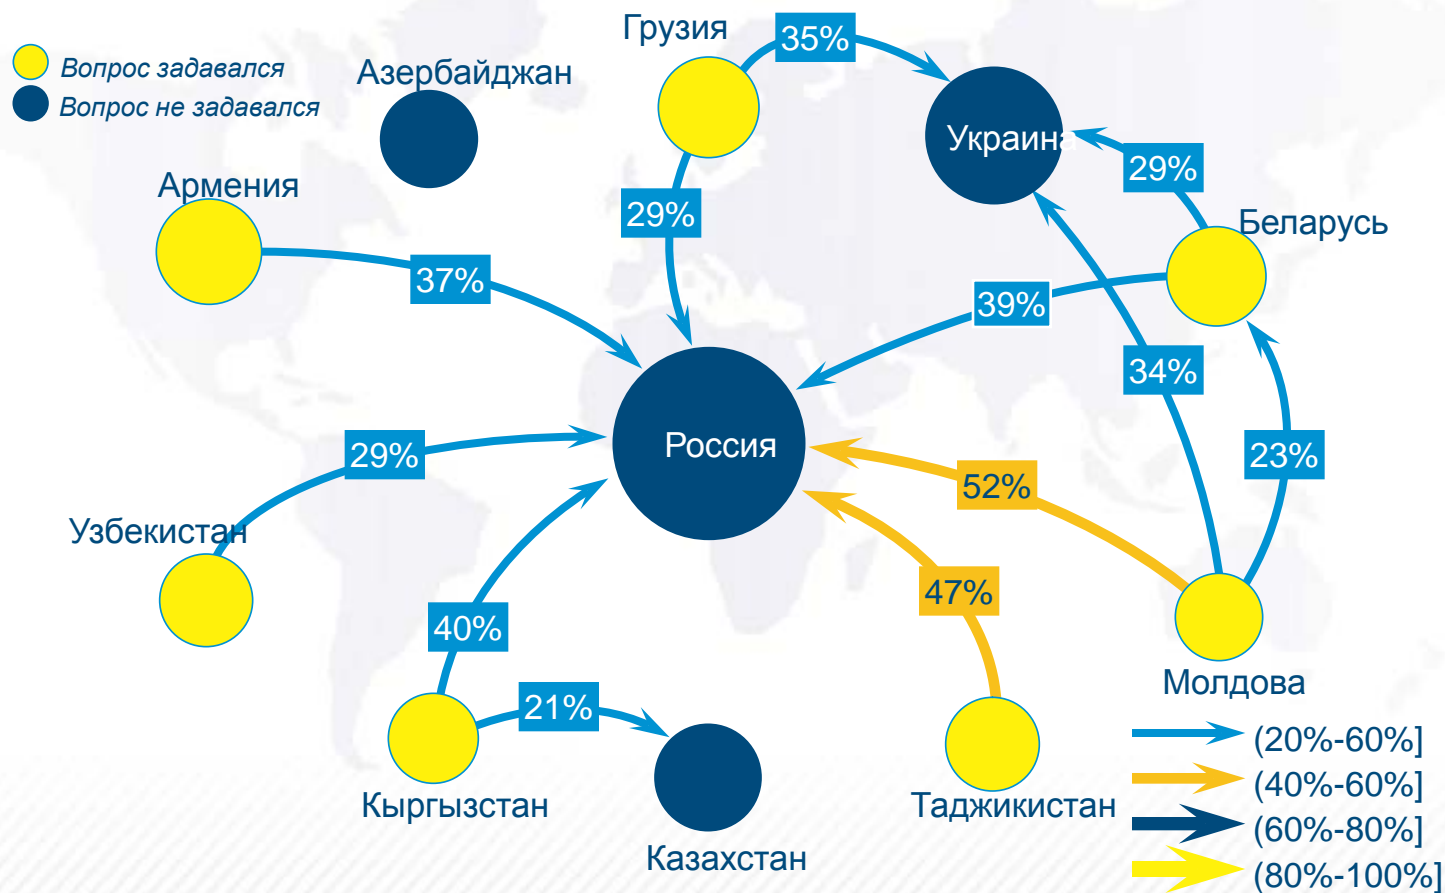 Грузия
35%
Вопрос задавался
Азербайджан
Вопрос не задавался
Украина
29%
Армения
29%
Беларусь
37%
39%
34%
Россия
29%
23%
52%
Узбекистан
47%
40%
Молдова
21%
(20%-60%]
(40%-60%]
Кыргызстан
Таджикистан
(60%-80%]
Казахстан
(80%-100%]